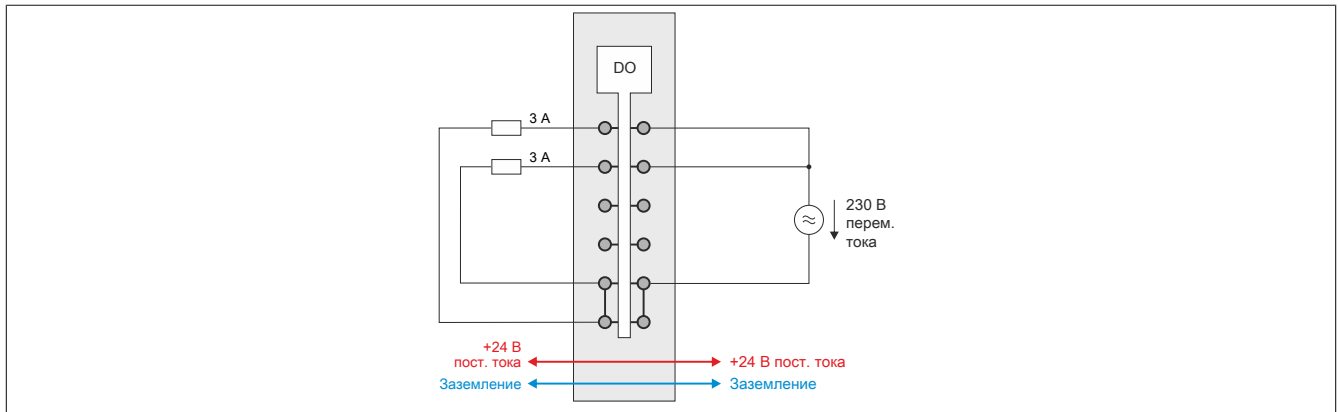 DO
3 A
3 A
230 В
перем.
тока
+24 В
пост. тока
+24 В пост. тока
Заземление
Заземление